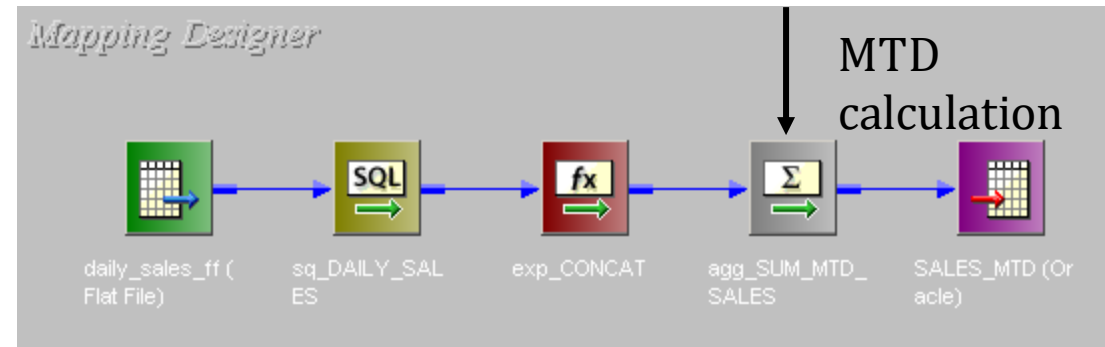 Mapping Designer
MTD
calculation
SQL
fx
Σ
daily_sales_ff (
Flat File)
sq_DAILY_SAL
ES
exp_CONCAT
agg_SUM_MTD_
SALES
SALES_MTD (Or
acle)